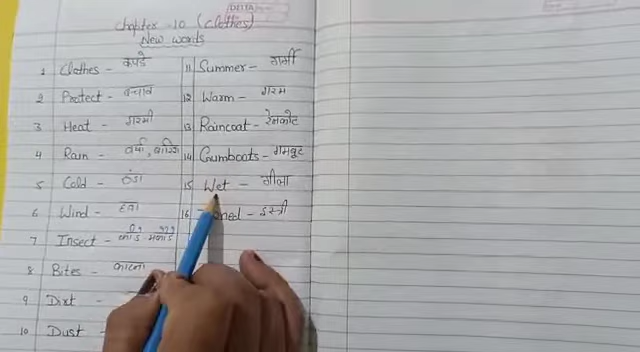 Chapter - 10 (Clothes)
New words
1 Clothes - कपडे
2 Protect - बचाव
3 Heat - गरमी
4 Rain - वर्षा, बारिश
5 Cold - ठंडा
6 Wind - हवा
7 Insect - कीडे मकोडे
8 Bites - काटना
9 Dirt -
10 Dust -
11 Summer - गर्मी
12 Warm - गरम
13 Raincoat - रेनकोट
14 Gumboots - गमबूट
15 Wet - गीला
16 - इस्त्री